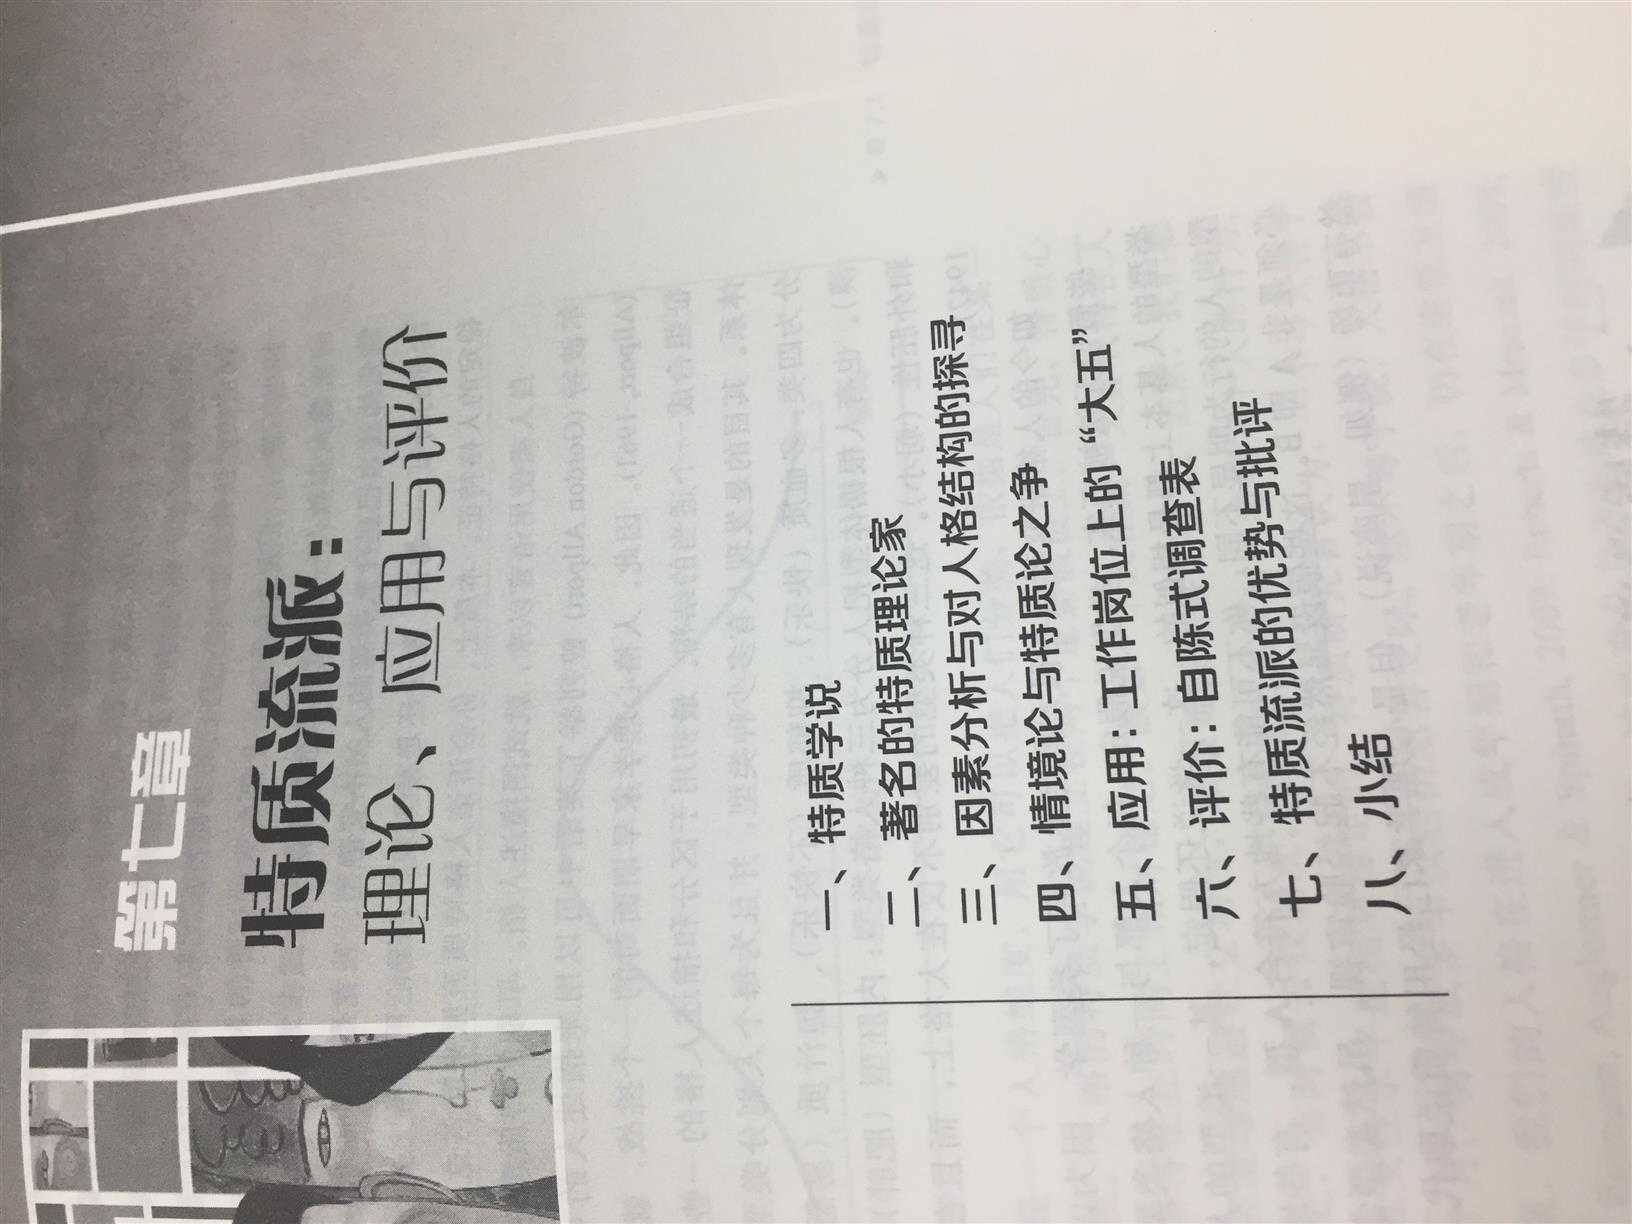 第七章
特质流派：
理论、应用与评价
一、特质学说
二、著名的特质理论家
三、因素分析与对人格结构的探寻
四、情境论与特质论之争
五、应用：工作岗位上的“大五”
六、评价：自陈式调查表
七、特质流派的优势与批评
八、小结